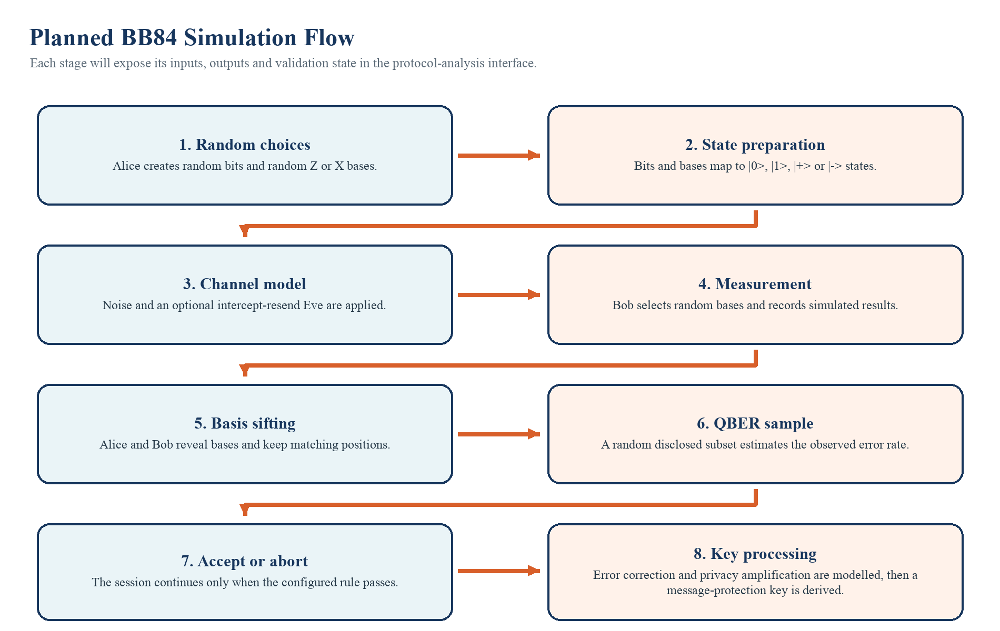 Planned BB84 Simulation Flow
Each stage will expose its inputs, outputs and validation state in the protocol-analysis interface.
1. Random choices
Alice creates random bits and random Z or X bases.
2. State preparation
Bits and bases map to |0>, |1>, |+> or |-> states.
3. Channel model
Noise and an optional intercept-resend Eve are applied.
4. Measurement
Bob selects random bases and records simulated results.
5. Basis sifting
Alice and Bob reveal bases and keep matching positions.
6. QBER sample
A random disclosed subset estimates the observed error rate.
7. Accept or abort
The session continues only when the configured rule passes.
8. Key processing
Error correction and privacy amplification are modelled, then a
message-protection key is derived.